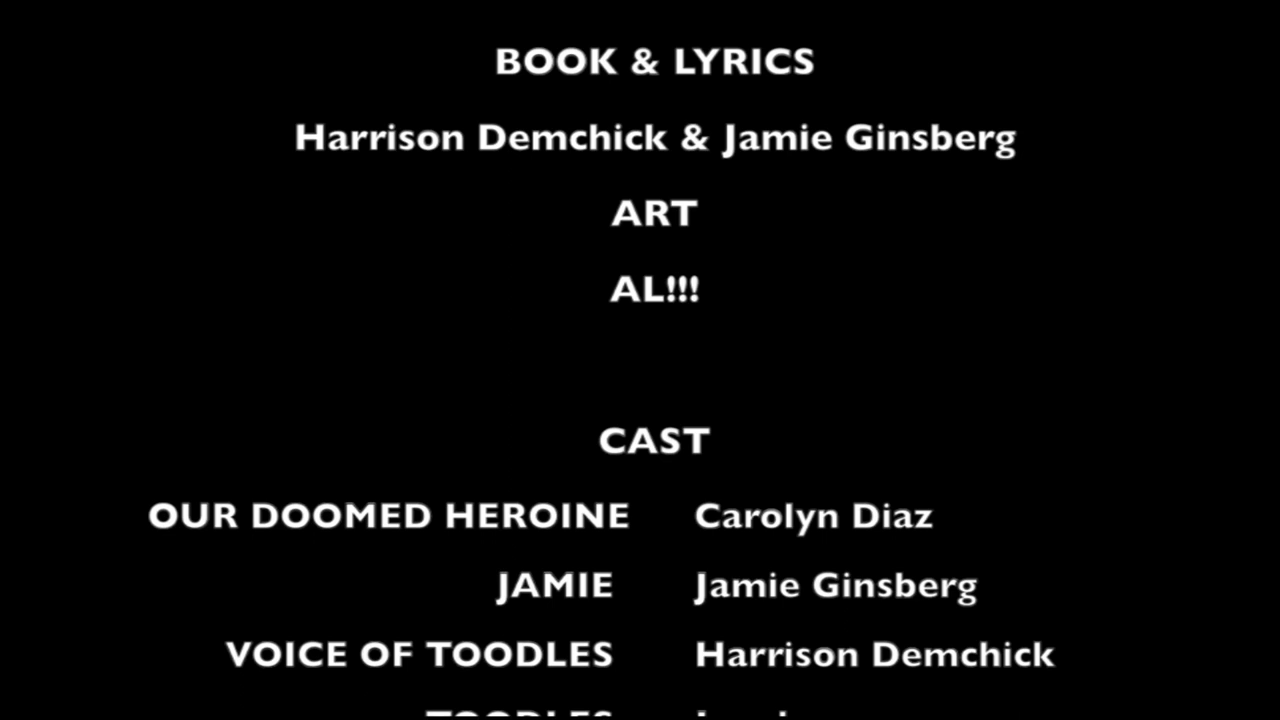 BOOK & LYRICS
Harrison Demchick & Jamie Ginsberg
ART
AL!!!
CAST
OUR DOOMED HEROINE Carolyn Diaz
JAMIE Jamie Ginsberg
VOICE OF TOODLES Harrison Demchick
TOODLES